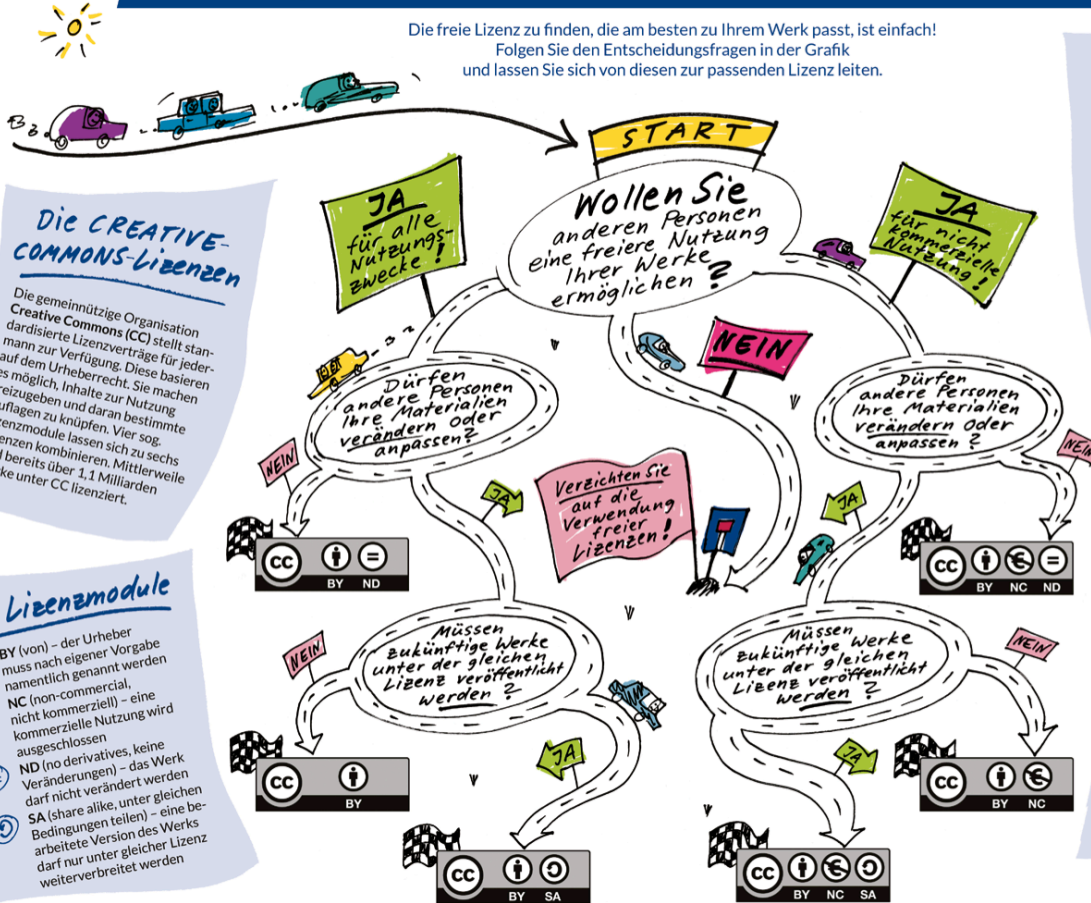 Die freie Lizenz zu finden, die am besten zu Ihrem Werk passt, ist einfach!
Folgen Sie den Entscheidungsfragen in der Grafik
und lassen Sie sich von diesen zur passenden Lizenz leiten.
START
Wollen Sie
anderen Personen
eine freiere Nutzung
Ihrer Werke
ermöglichen?
JA
für alle
Nutzungs-
zwecke!
NEIN
JA
für nicht
kommerzielle
Nutzung!
Die CREATIVE-
COMMONS-Lizenzen
Die gemeinnützige Organisation
Creative Commons (CC) stellt stan-
dardisierte Lizenzverträge für jeder-
mann zur Verfügung. Diese basieren
auf dem Urheberrecht. Sie machen
es möglich, Inhalte zur Nutzung
und daran bestimmte
zu knüpfen. Vier sog.
lassen sich zu sechs
kombinieren. Mittlerweile
bereits über 1,1 Milliarden
unter CC lizenziert.
Dürfen
andere Personen
Ihre Materialien
verändern oder
anpassen?
NEIN
JA
CC
BY ND
Verzichten Sie
auf die
Verwendung
freier
Lizenzen!
Dürfen
andere Personen
Ihre Materialien
verändern oder
anpassen?
JA
NEIN
CC
BY NC ND
Lizenzmodule
BY (von) – der Urheber
muss nach eigener Vorgabe
namentlich genannt werden
NC (non-commercial,
nicht kommerziell) – eine
kommerzielle Nutzung wird
ausgeschlossen
ND (no derivatives, keine
Veränderungen) – das Werk
darf nicht verändert werden
SA (share alike, unter gleichen
Bedingungen teilen) – eine be-
arbeitete Version des Werks
darf nur unter gleicher Lizenz
weiterverbreitet werden
Müssen
zukünftige Werke
unter der gleichen
Lizenz veröffentlicht
werden?
NEIN
JA
CC
BY
CC
BY SA
Müssen
zukünftige Werke
unter der gleichen
Lizenz veröffentlicht
werden?
NEIN
JA
CC
BY NC
CC
BY NC SA